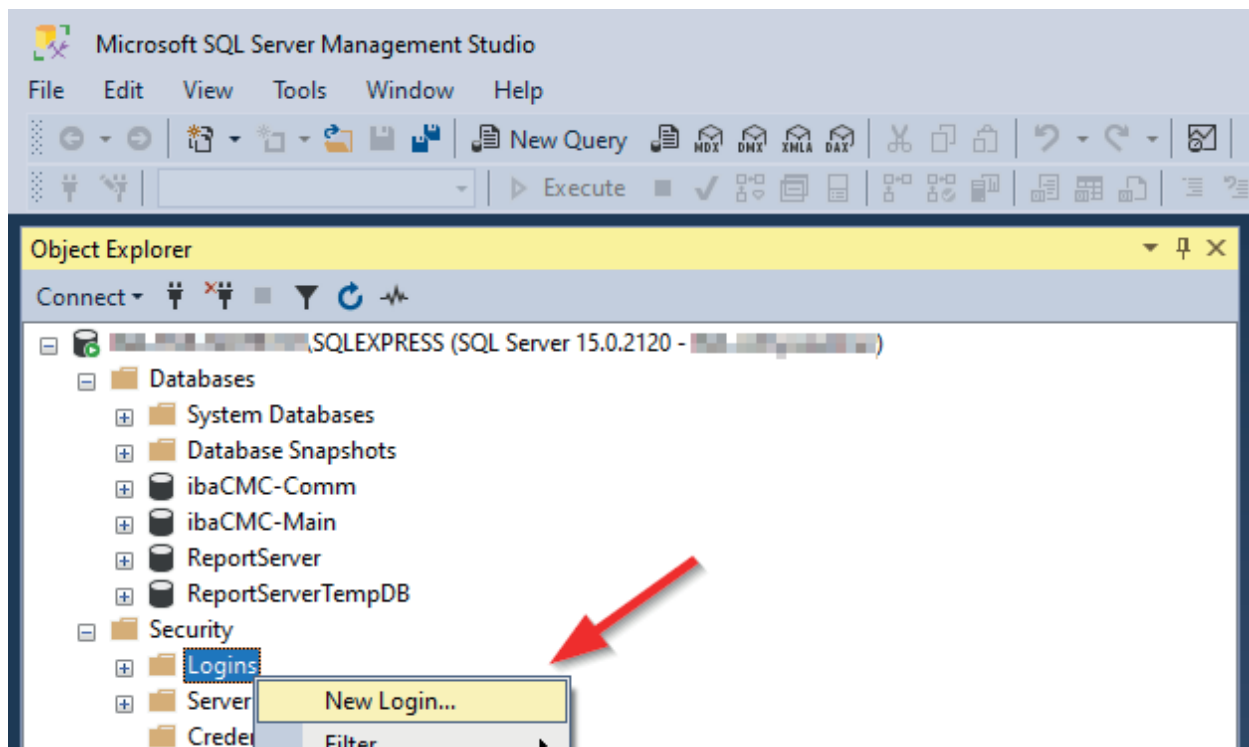 Microsoft SQL Server Management Studio
File Edit View Tools Window Help
New Query MDX DMX XMLA DAX
Execute
Object Explorer
Connect
\SQLEXPRESS (SQL Server 15.0.2120 - )
Databases
System Databases
Database Snapshots
ibaCMC-Comm
ibaCMC-Main
ReportServer
ReportServerTempDB
Security
Logins
Server
New Login...
Filter